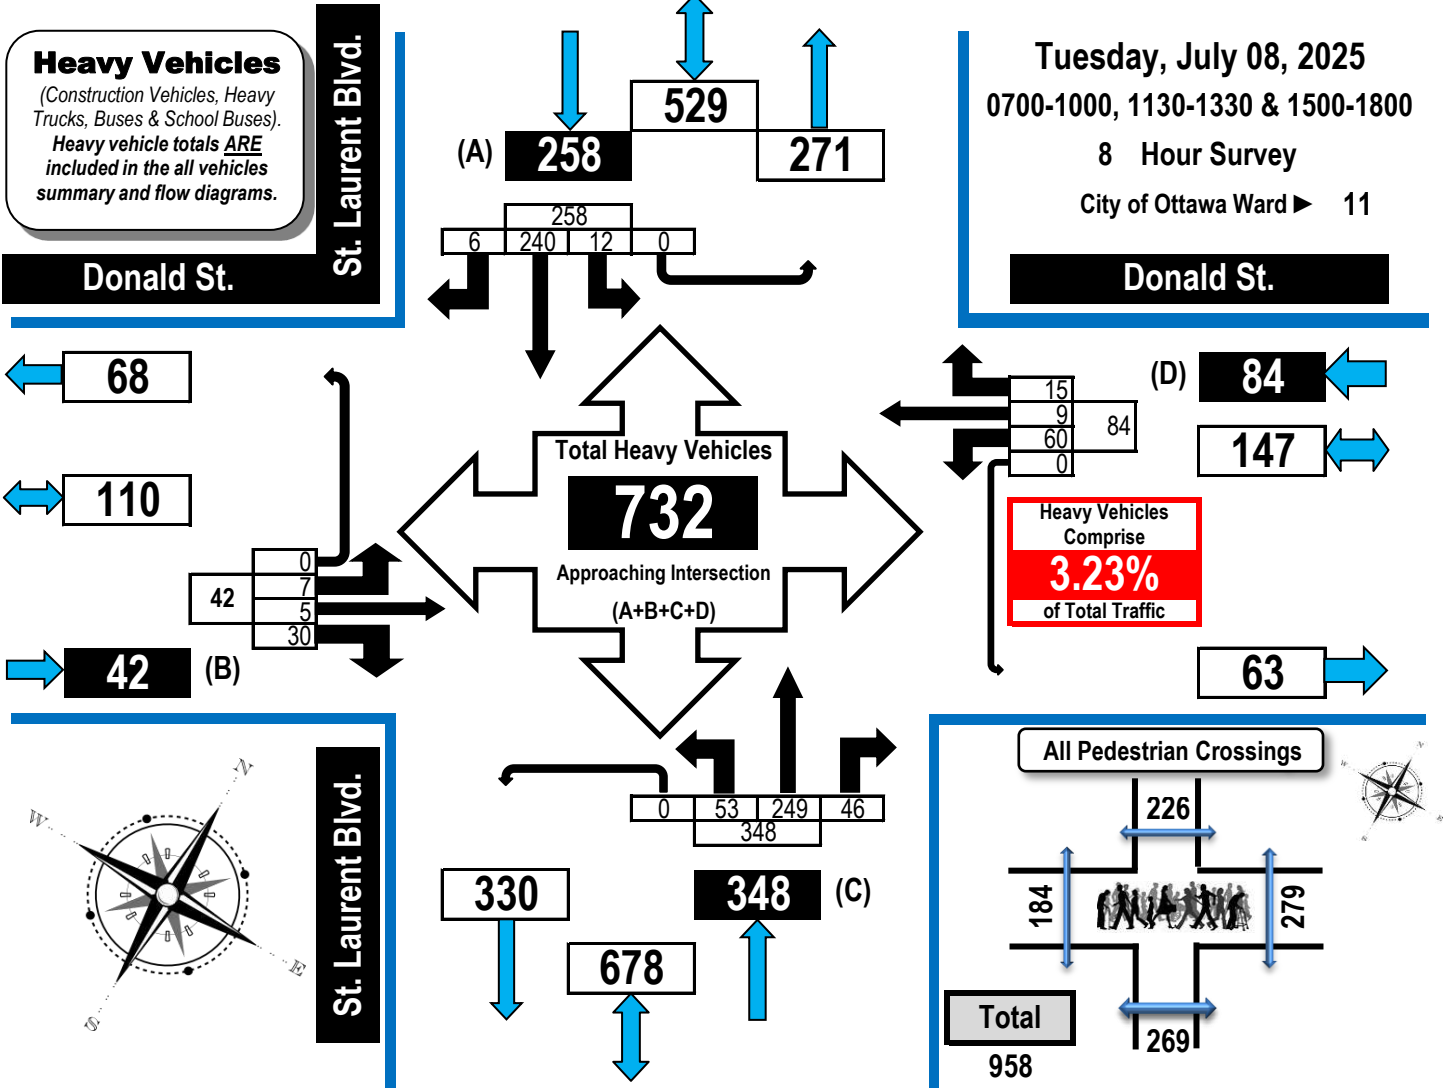 Heavy Vehicles
(Construction Vehicles, Heavy
Trucks, Buses & School Buses).
Heavy vehicle totals ARE
included in the all vehicles
summary and flow diagrams.
St. Laurent Blvd.
Donald St.
529
(A)
258
271
258
6 240 12 0
Tuesday, July 08, 2025
0700-1000, 1130-1330 & 1500-1800
8 Hour Survey
City of Ottawa Ward ► 11
Donald St.
68
110
0
7
5
30
42
42
(B)
Total Heavy Vehicles
732
Approaching Intersection
(A+B+C+D)
15
9
60
0
84
(D)
84
147
Heavy Vehicles
Comprise
3.23%
of Total Traffic
63
N
W
E
S
St. Laurent Blvd.
0 53 249 46
348
330
348
(C)
678
All Pedestrian Crossings
226
184
279
269
Total
958
N
W
E
S